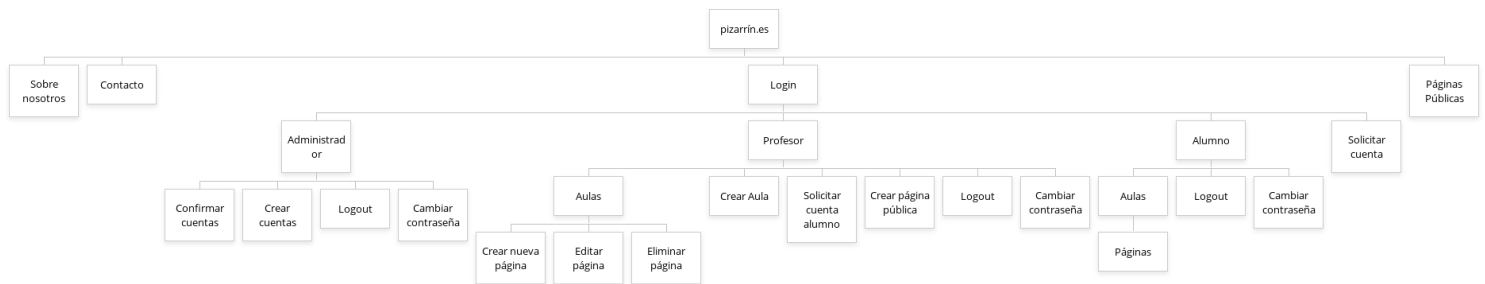 pizarrín.es
Sobre
nosotros
Contacto
Login
Páginas
Públicas
Administrad
or
Profesor
Alumno
Solicitar
cuenta
Confirmar
cuentas
Crear
cuentas
Logout
Cambiar
contraseña
Aulas
Crear Aula
Solicitar
cuenta
alumno
Crear página
pública
Logout
Cambiar
contraseña
Aulas
Logout
Cambiar
contraseña
Crear nueva
página
Editar
página
Eliminar
página
Páginas